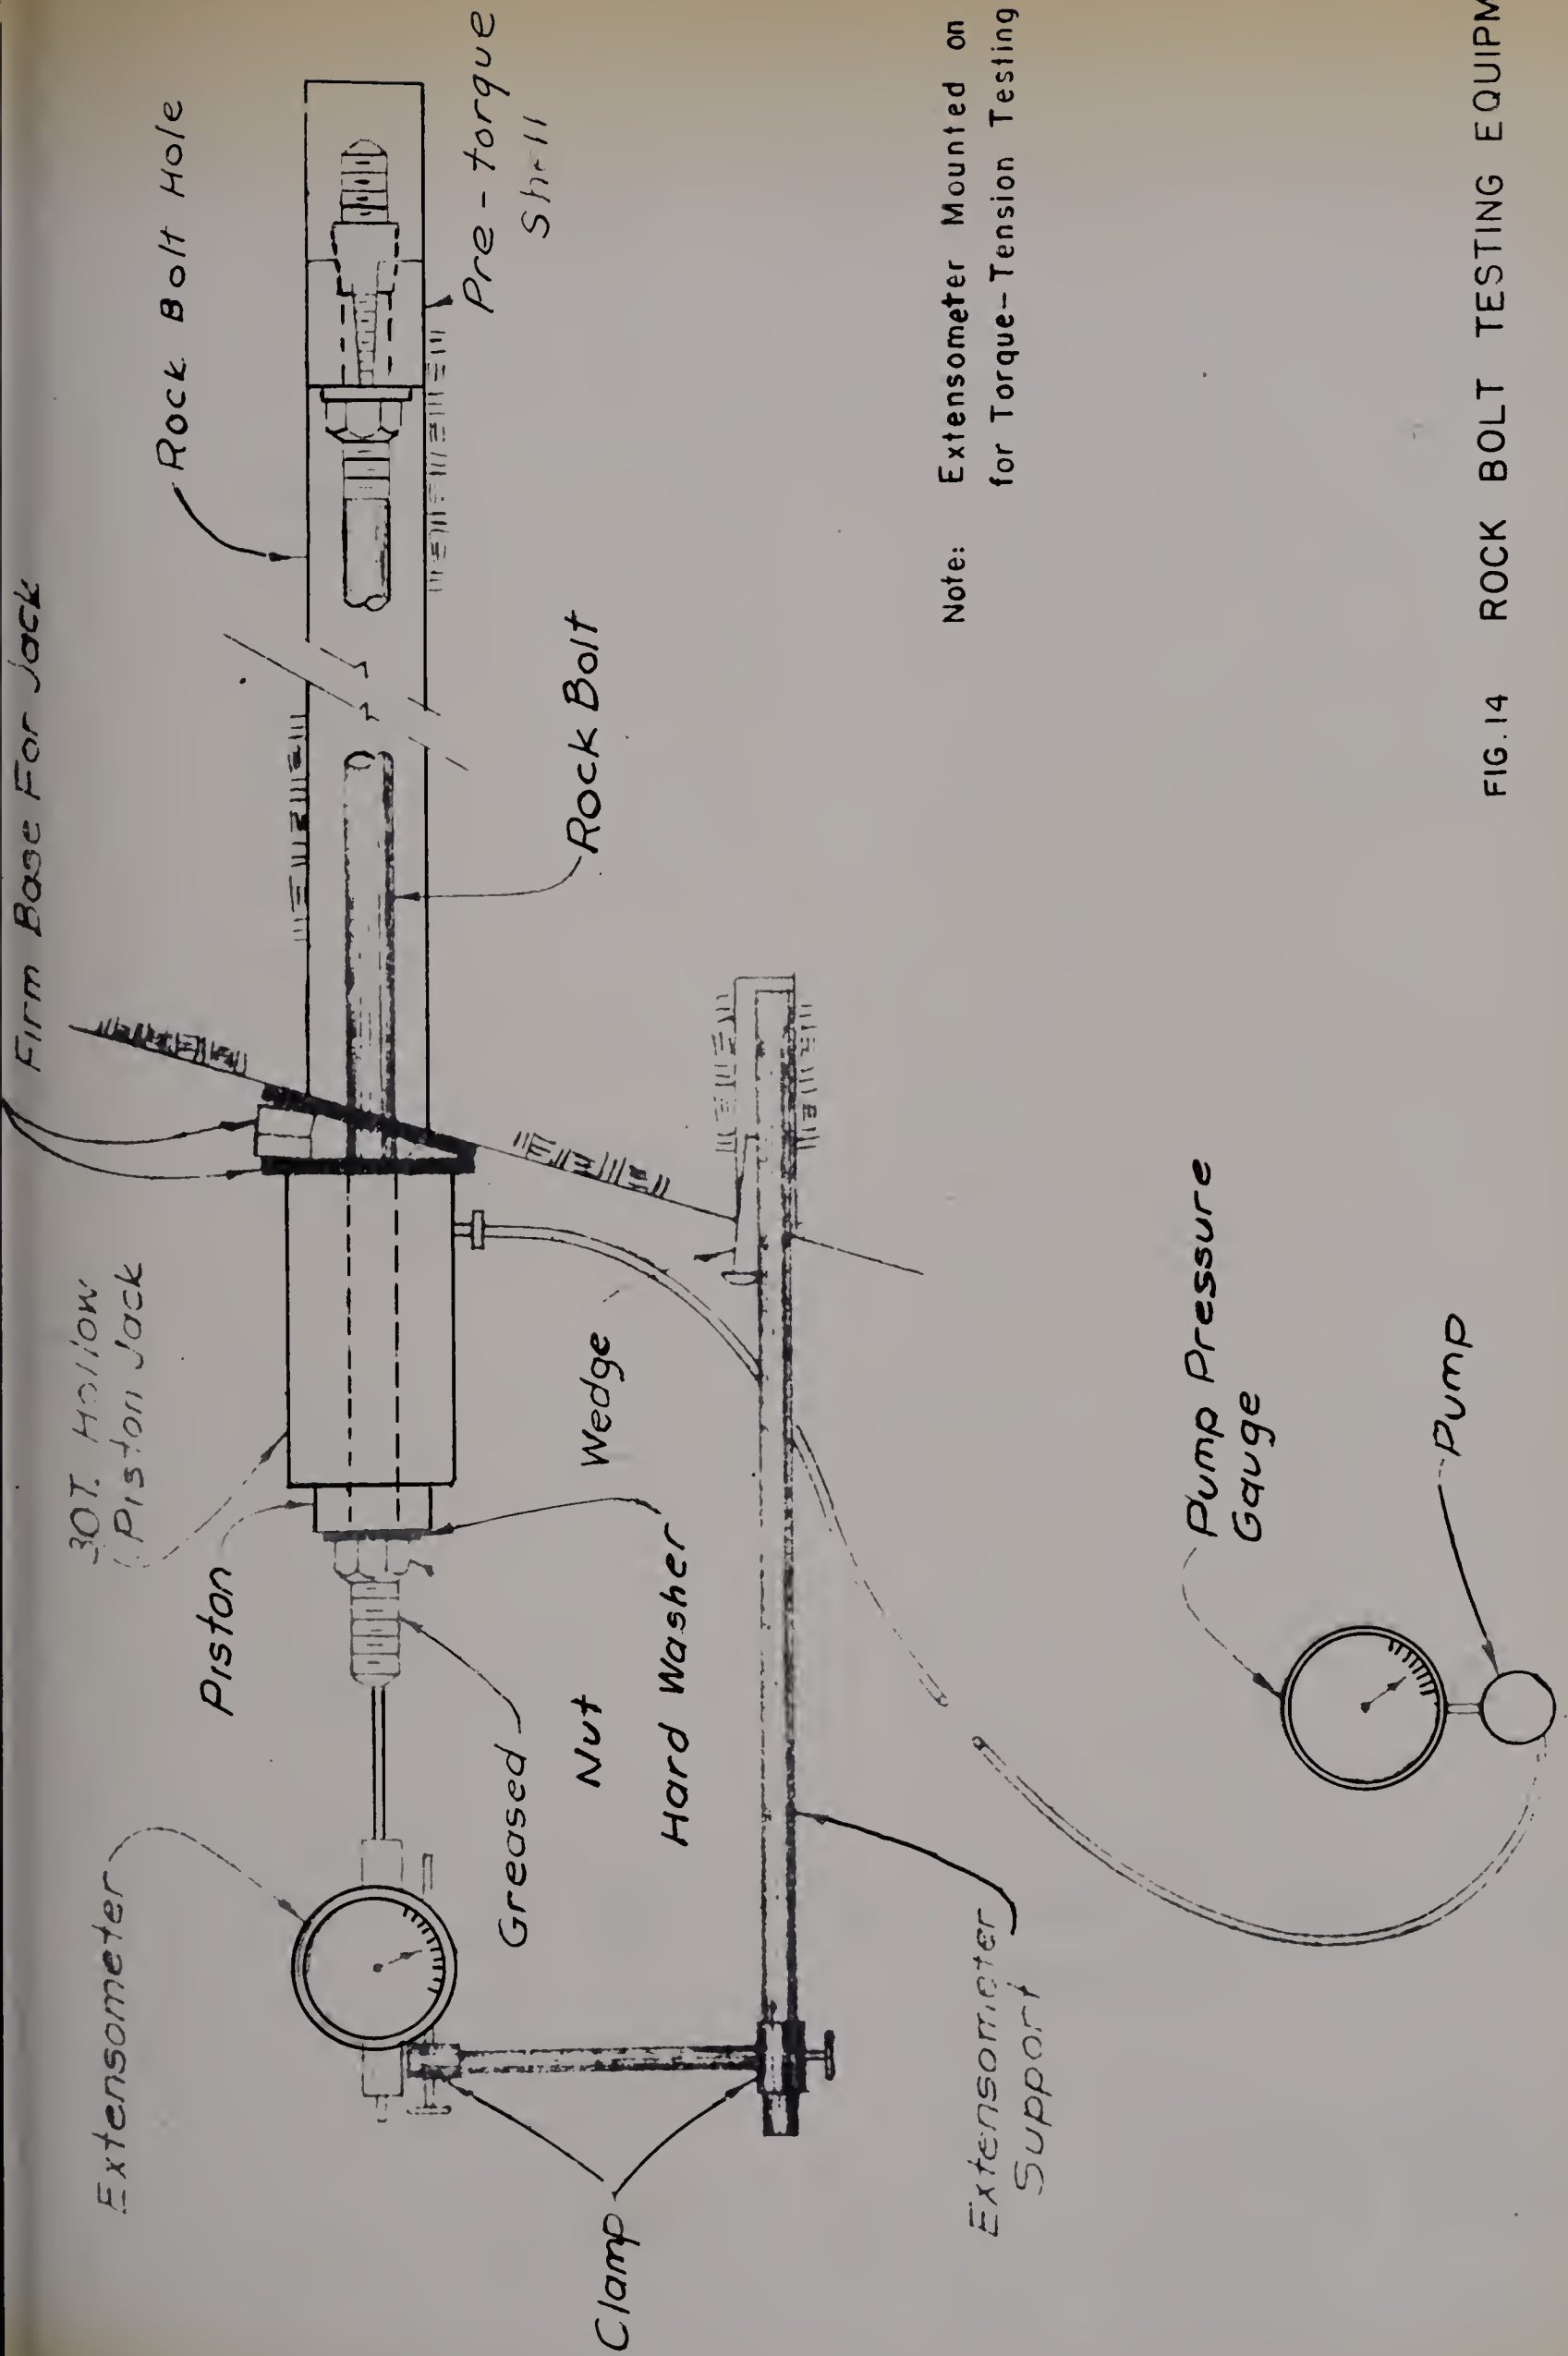 Firm Base For Jack
Rock Bolt Hole
30T. Hollow
Piston Jack
Extensometer
Piston
Pre-torque
Shell
Rock Bolt
Wedge
Greased
Nut
Hard Washer
Clamp
Note: Extensometer Mounted on
for Torque-Tension Testing
Extensometer
Support
Pump Pressure
Gauge
Pump
FIG. 14 ROCK BOLT TESTING